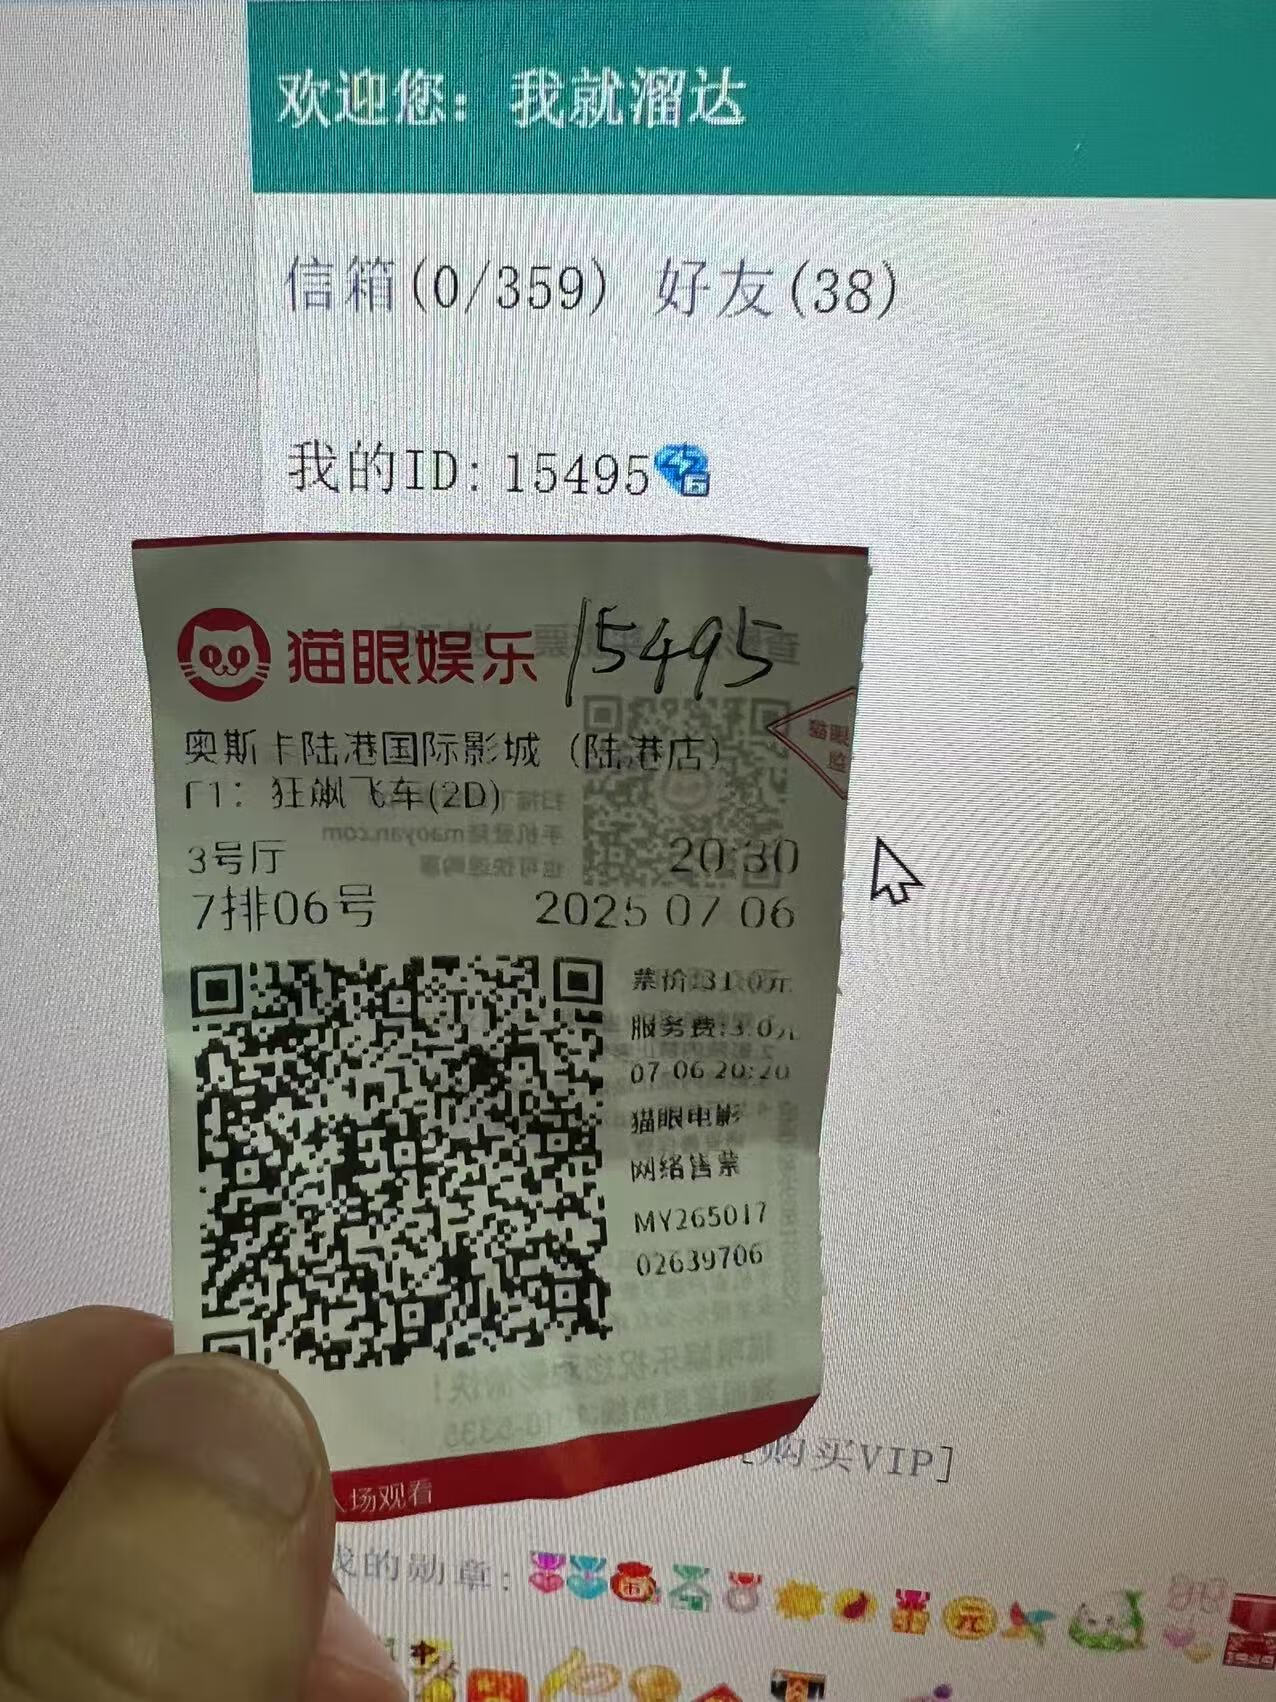 欢迎您：我就溜达
信箱(0/359) 好友(38)
我的ID: 15495
猫眼娱乐 15495
奥斯卡陆港国际影城（陆港店）
F1：狂飙飞车(2D)
3号厅 20:30
7排06号 2025 07 06
票价:31.0元
服务费:3.0元
07-06 20:20
猫眼电影
网络售票
MY265017
02639706
入场观看
[购买VIP]
我的勋章: